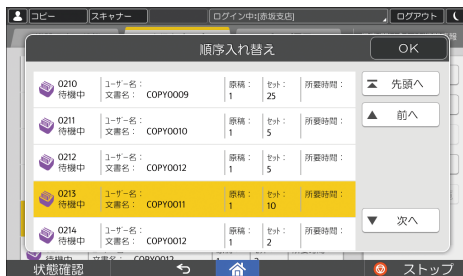 コピー スキャナー ログイン中:[赤坂支店] ログアウト
順序入れ替え OK
0210 ユーザー名: 原稿: セット: 所要時間:
待機中 文書名: COPY0009 1 25
0211 ユーザー名: 原稿: セット: 所要時間:
待機中 文書名: COPY0010 1 5
0212 ユーザー名: 原稿: セット: 所要時間:
待機中 文書名: COPY0012 1 5
0213 ユーザー名: 原稿: セット: 所要時間:
待機中 文書名: COPY0011 1 10
0214 ユーザー名: 原稿: セット: 所要時間:
待機中 文書名: COPY0012 1 2
先頭へ
前へ
次へ
状態確認 ストップ